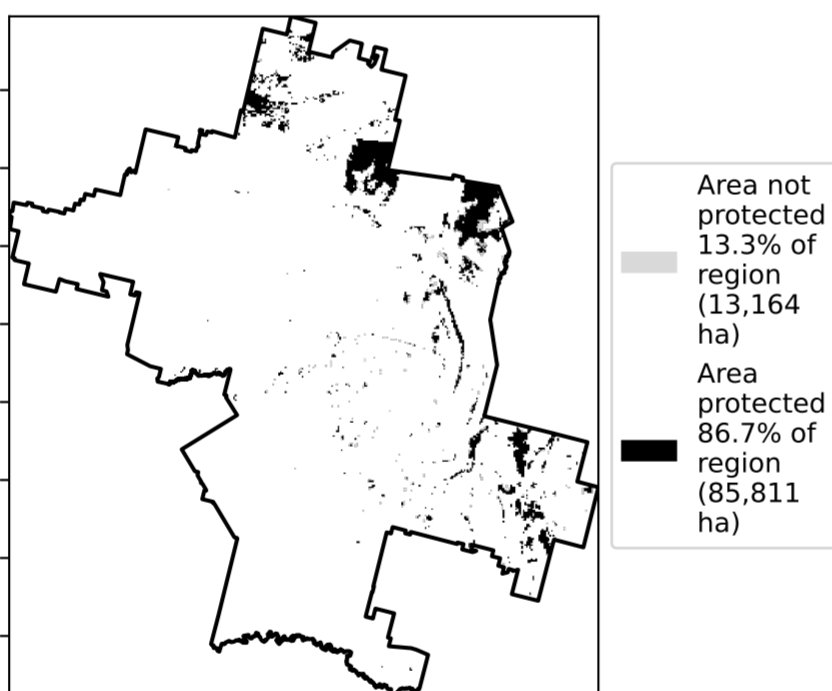 Area not
protected
13.3% of
region
(13,164
ha)
Area
protected
86.7% of
region
(85,811
ha)